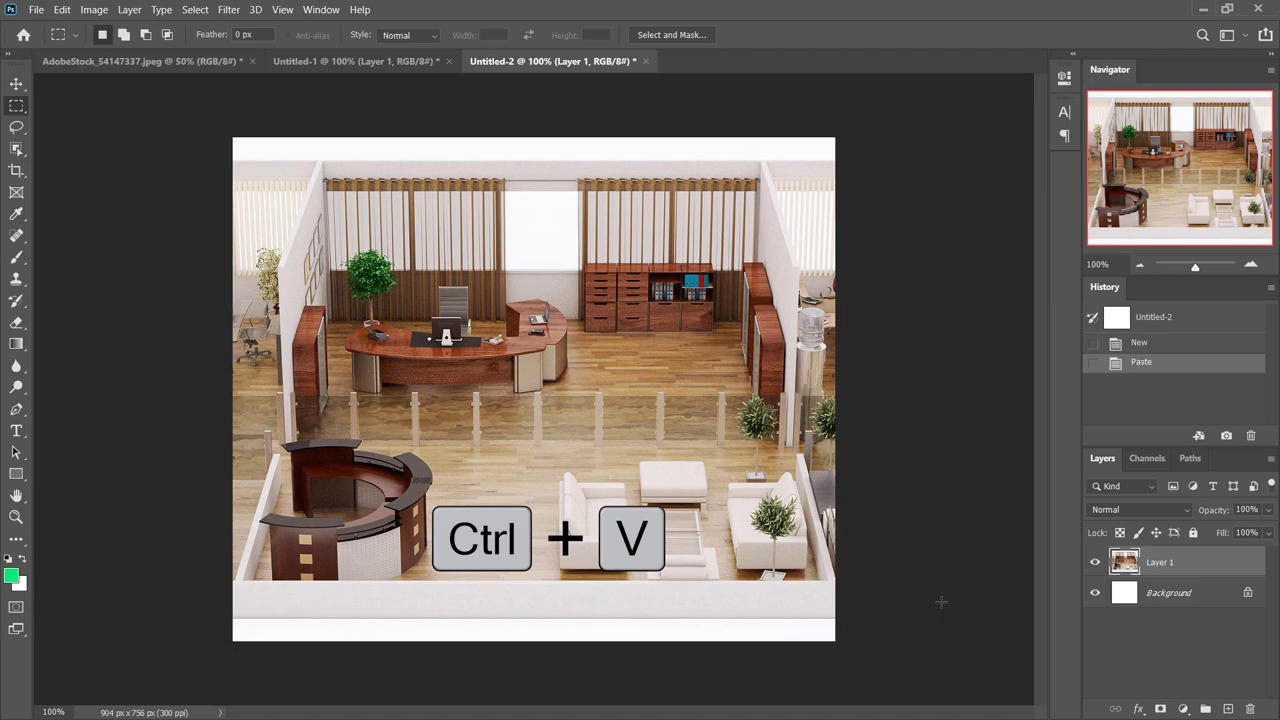 Ps File Edit Image Layer Type Select Filter 3D View Window Help
Feather: 0 px Anti-alias Style: Normal Width: Height: Select and Mask...
AdobeStock_54147337.jpeg @ 50% (RGB/8#) * Untitled-1 @ 100% (Layer 1, RGB/8#) * Untitled-2 @ 100% (Layer 1, RGB/8#) *
Navigator
100%
History
Untitled-2
New
Paste
Layers Channels Paths
Kind
Normal Opacity: 100%
Lock: Fill: 100%
Layer 1
Background
Ctrl + V
100% 904 px x 756 px (300 ppi)